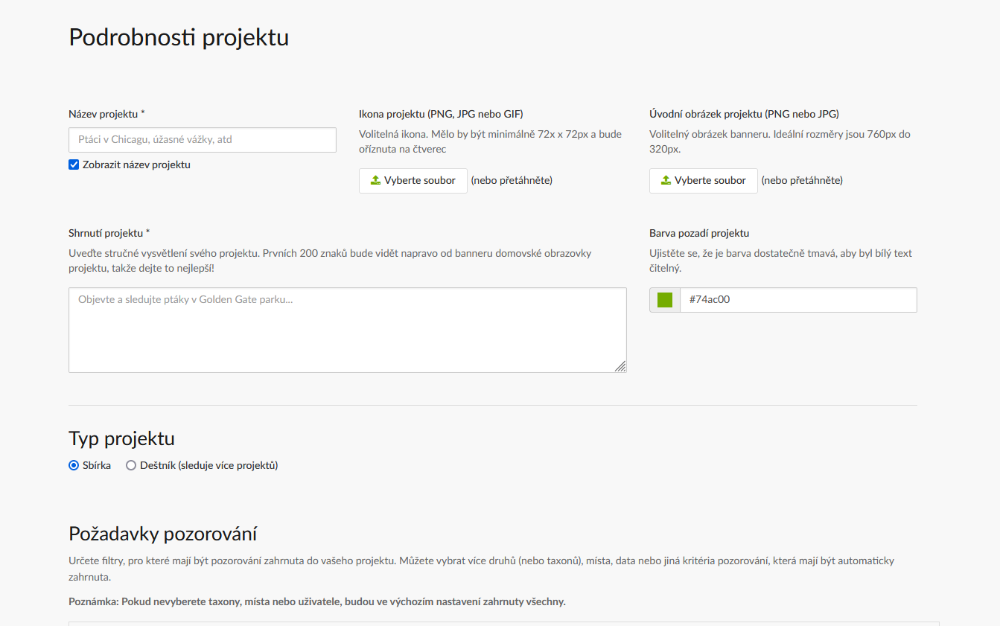 Podrobnosti projektu
Název projektu *
Ptáci v Chicagu, úžasné vážky, atd
Zobrazit název projektu
Ikona projektu (PNG, JPG nebo GIF)
Volitelná ikona. Mělo by být minimálně 72x x 72px a bude
oříznuta na čtverec
Vyberte soubor (nebo přetáhněte)
Úvodní obrázek projektu (PNG nebo JPG)
Volitelný obrázek banneru. Ideální rozměry jsou 760px do
320px.
Vyberte soubor (nebo přetáhněte)
Shrnutí projektu *
Uveďte stručné vysvětlení svého projektu. Prvních 200 znaků bude vidět napravo od banneru domovské obrazovky
projektu, takže dejte to nejlepší!
Objevte a sledujte ptáky v Golden Gate parku...
Barva pozadí projektu
Ujistěte se, že je barva dostatečně tmavá, aby byl bílý text
čitelný.
#74ac00
Typ projektu
Sbírka Deštník (sleduje více projektů)
Požadavky pozorování
Určete filtry, pro které mají být pozorování zahrnuta do vašeho projektu. Můžete vybrat více druhů (nebo taxonů), místa, data nebo jiná kritéria pozorování, která mají být automaticky
zahrnuta.
Poznámka: Pokud nevyberete taxony, místa nebo uživatele, budou ve výchozím nastavení zahrnuty všechny.